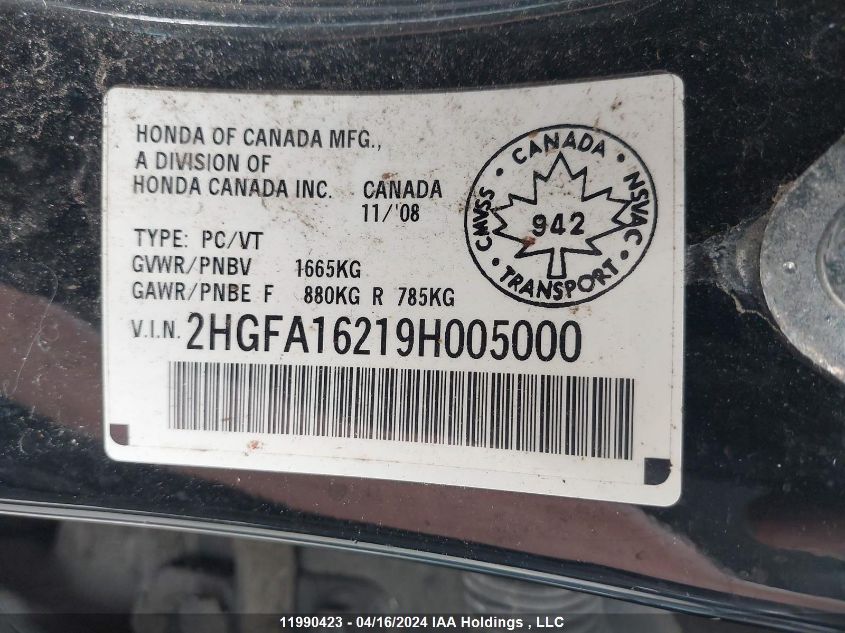 HONDA OF CANADA MFG.,
A DIVISION OF
HONDA CANADA INC. CANADA
11/'08
TYPE: PC/VT
GVWR/PNBV 1665KG
GAWR/PNBE F 880KG R 785KG
V.I.N. 2HGFA16219H005000
CANADA
CMVSS
NSVAC
942
TRANSPORT
11990423 - 04/16/2024 IAA Holdings , LLC